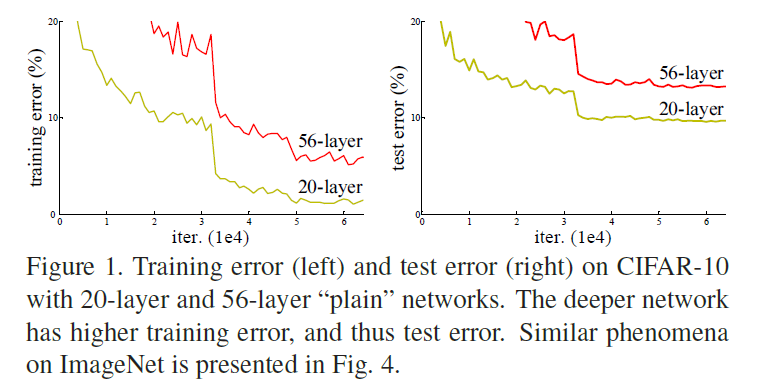 training error (%)
20
10
0
0 1 2 3 4 5 6
iter. (1e4)
56-layer
20-layer
test error (%)
20
10
0
0 1 2 3 4 5 6
iter. (1e4)
56-layer
20-layer
Figure 1. Training error (left) and test error (right) on CIFAR-10
with 20-layer and 56-layer “plain” networks. The deeper network
has higher training error, and thus test error. Similar phenomena
on ImageNet is presented in Fig. 4.